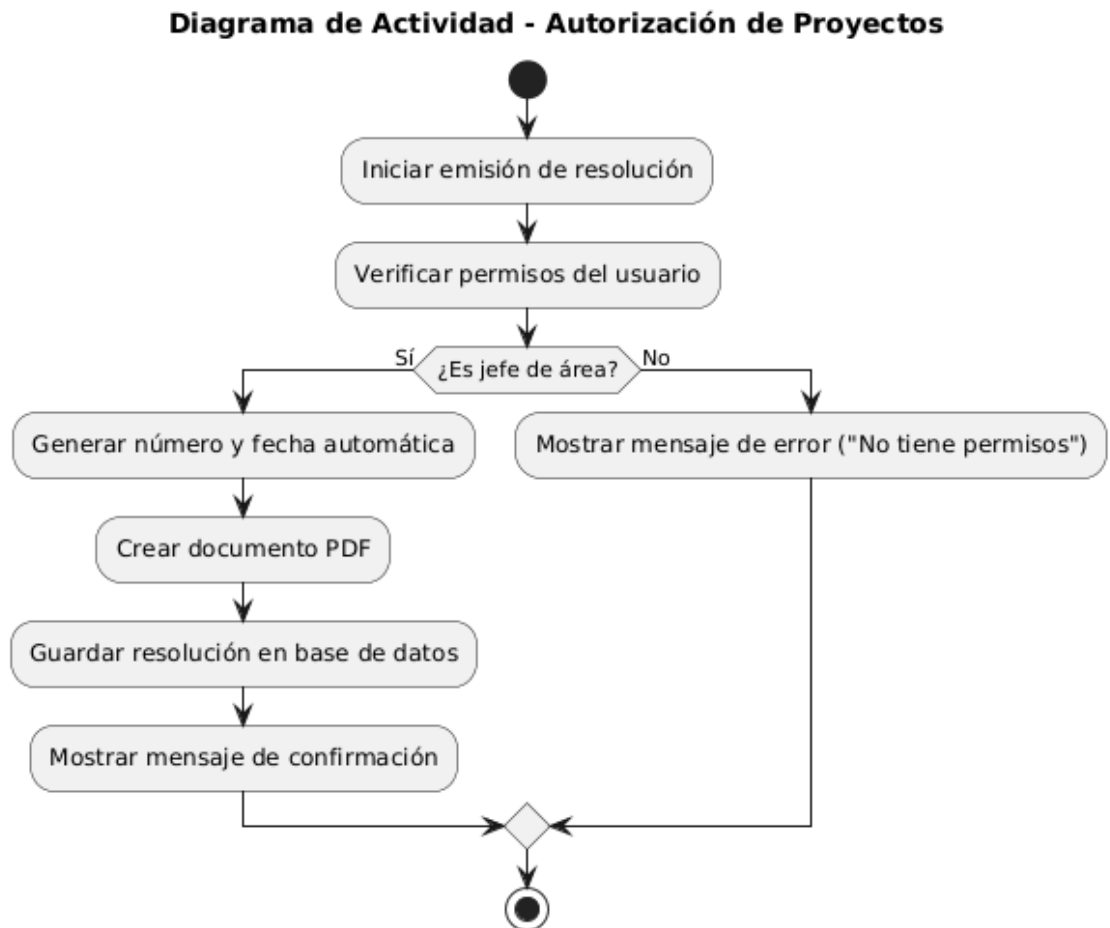 Diagrama de Actividad - Autorización de Proyectos
Iniciar emisión de resolución
Verificar permisos del usuario
Sí
¿Es jefe de área?
No
Generar número y fecha automática
Mostrar mensaje de error ("No tiene permisos")
Crear documento PDF
Guardar resolución en base de datos
Mostrar mensaje de confirmación